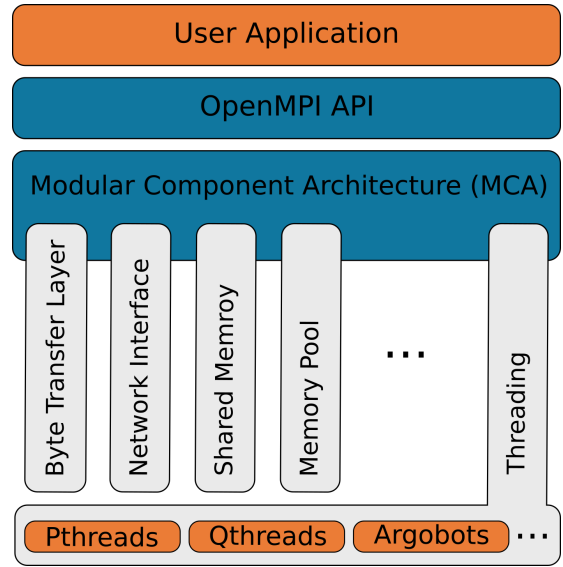 User Application
OpenMPI API
Modular Component Architecture (MCA)
Byte Transfer Layer
Network Interface
Shared Memroy
Memory Pool
...
Threading
Pthreads
Qthreads
Argobots
...